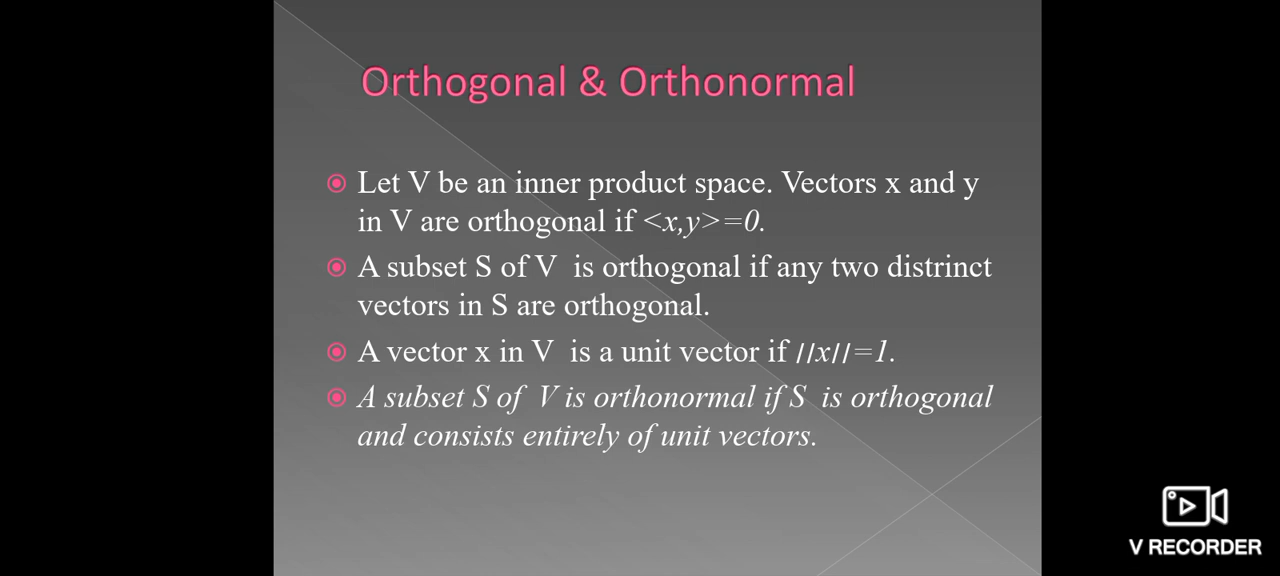 Orthogonal & Orthonormal
Let V be an inner product space. Vectors x and y
in V are orthogonal if <x,y>=0.
A subset S of V is orthogonal if any two distrinct
vectors in S are orthogonal.
A vector x in V is a unit vector if //x//=1.
A subset S of V is orthonormal if S is orthogonal
and consists entirely of unit vectors.
V RECORDER